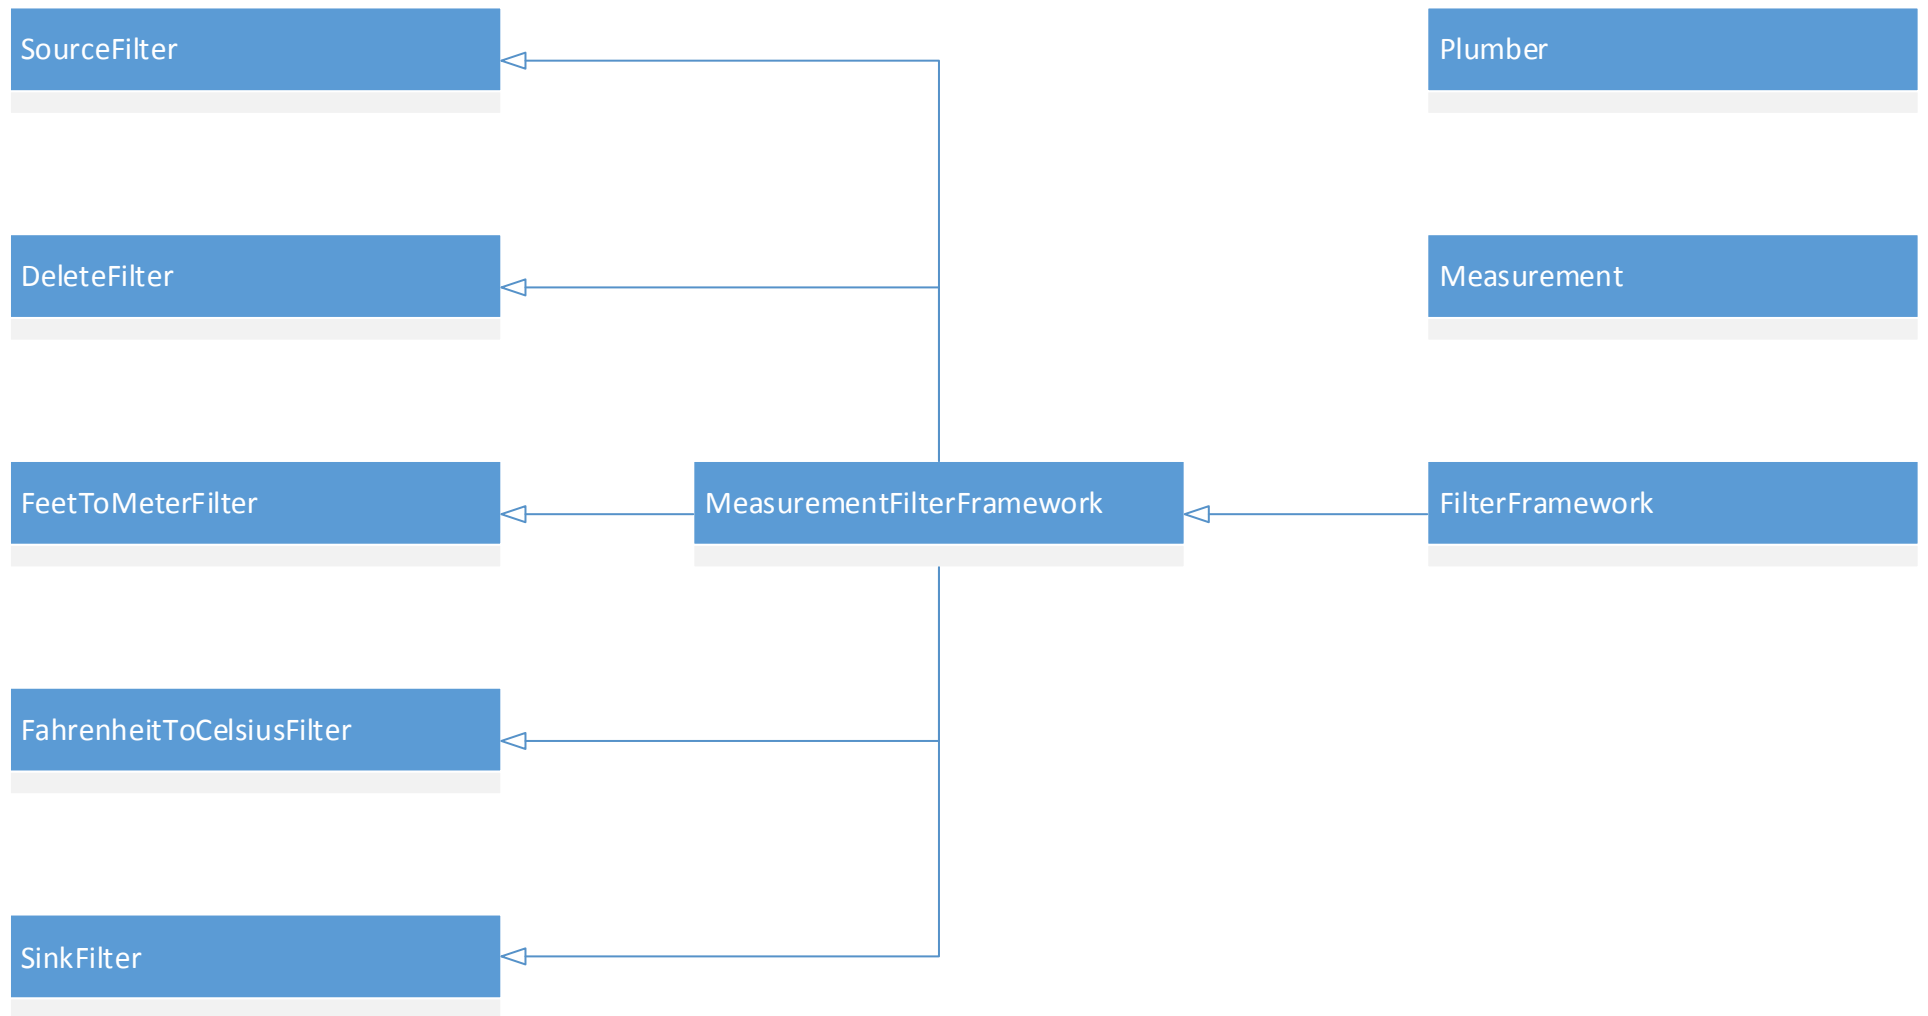 SourceFilter
Plumber
DeleteFilter
Measurement
FeetToMeterFilter
MeasurementFilterFramework
FilterFramework
FahrenheitToCelsiusFilter
SinkFilter